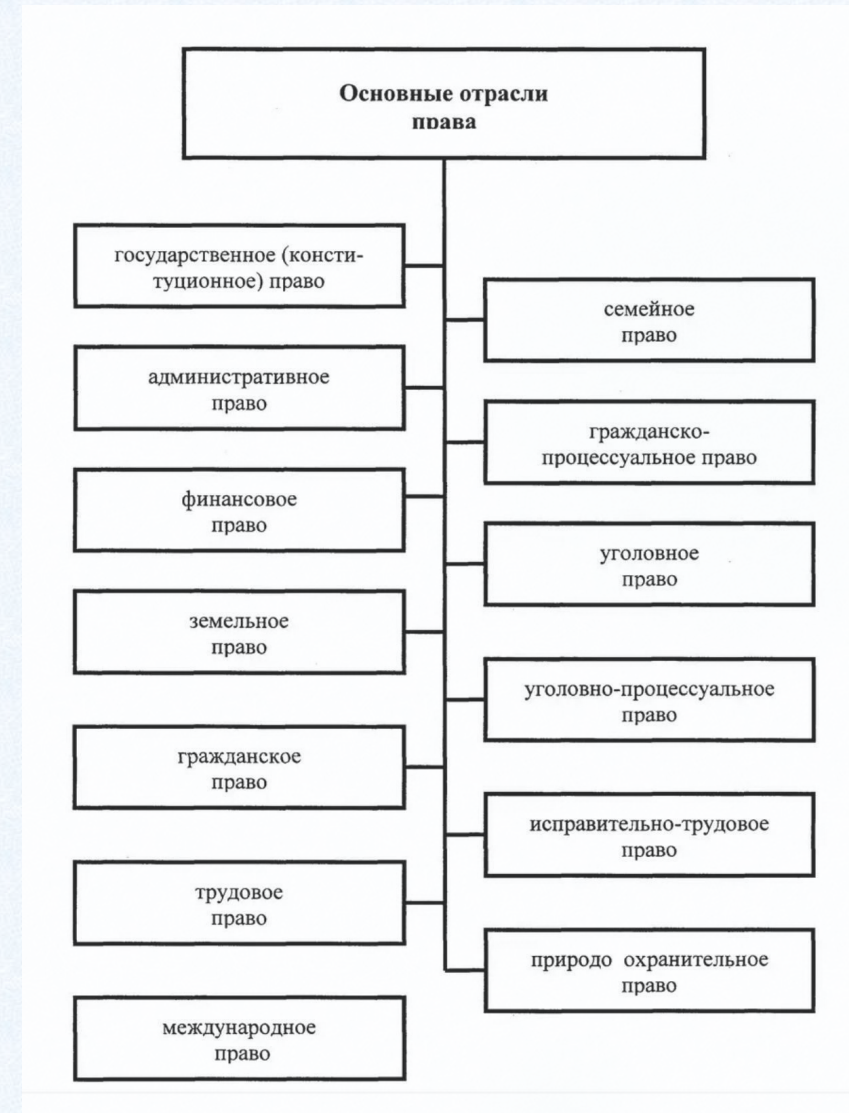 Основные отрасли
права
государственное (консти-
туционное) право
административное
право
финансовое
право
земельное
право
гражданское
право
трудовое
право
международное
право
семейное
право
гражданско-
процессуальное право
уголовное
право
уголовно-процессуальное
право
исправительно-трудовое
право
природо охранительное
право